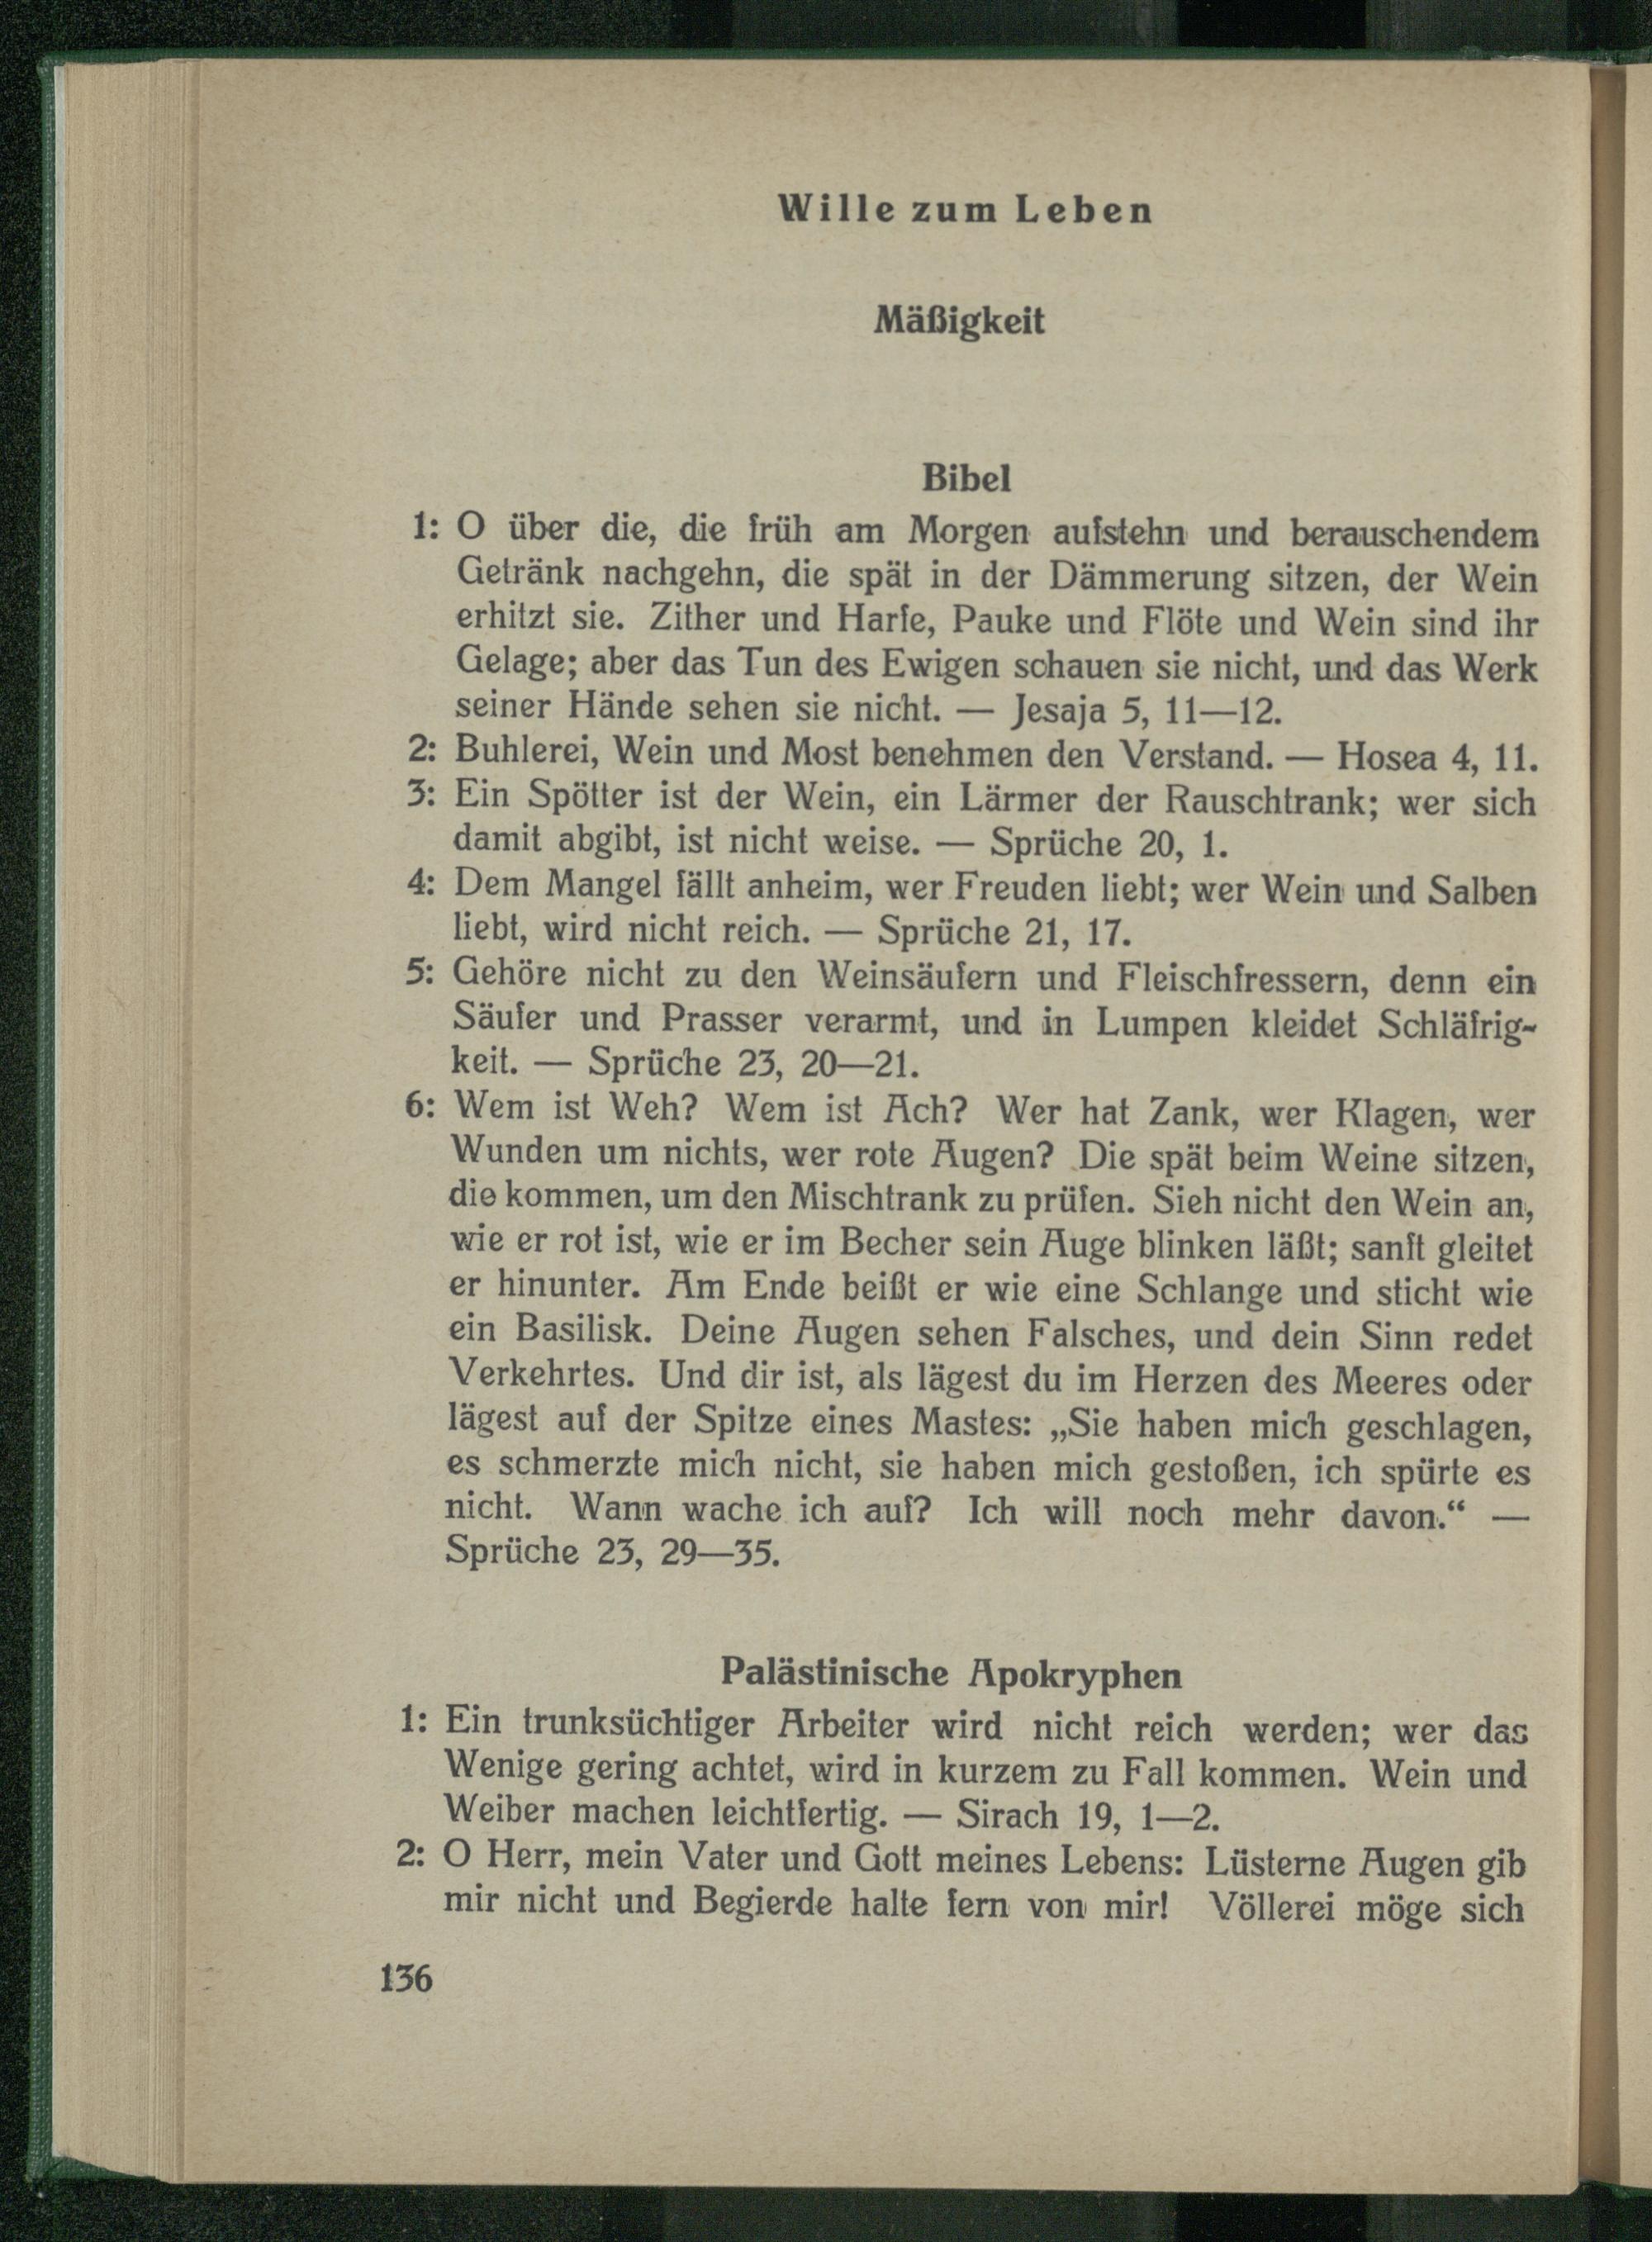 Wille zum Leben
Mäßigkeit
Bibel
1: O über die, die früh am Morgen aufstehn und berauschendem
Getränk nachgehn, die spät in der Dämmerung sitzen, der Wein
erhitzt sie. Zither und Harfe, Pauke und Flöte und Wein sind ihr
Gelage; aber das Tun des Ewigen schauen sie nicht, und das Werk
seiner Hände sehen sie nicht. — Jesaja 5, 11—12.
2: Buhlerei, Wein und Most benehmen den Verstand. — Hosea 4, 11.
3: Ein Spötter ist der Wein, ein Lärmer der Rauschtrank; wer sich
damit abgibt, ist nicht weise. — Sprüche 20, 1.
4: Dem Mangel fällt anheim, wer Freuden liebt; wer Wein und Salben
liebt, wird nicht reich. — Sprüche 21, 17.
5: Gehöre nicht zu den Weinsäufern und Fleischfressern, denn ein
Säufer und Prasser verarmt, und in Lumpen kleidet Schläfrig-
keit. — Sprüche 23, 20—21.
6: Wem ist Weh? Wem ist Ach? Wer hat Zank, wer Klagen, wer
Wunden um nichts, wer rote Augen? Die spät beim Weine sitzen,
die kommen, um den Mischtrank zu prüfen. Sieh nicht den Wein an,
wie er rot ist, wie er im Becher sein Auge blinken läßt; sanft gleitet
er hinunter. Am Ende beißt er wie eine Schlange und sticht wie
ein Basilisk. Deine Augen sehen Falsches, und dein Sinn redet
Verkehrtes. Und dir ist, als lägest du im Herzen des Meeres oder
lägest auf der Spitze eines Mastes: „Sie haben mich geschlagen,
es schmerzte mich nicht, sie haben mich gestoßen, ich spürte es
nicht. Wann wache ich auf? Ich will noch mehr davon.“ —
Sprüche 23, 29—35.
Palästinische Apokryphen
1: Ein trunksüchtiger Arbeiter wird nicht reich werden; wer das
Wenige gering achtet, wird in kurzem zu Fall kommen. Wein und
Weiber machen leichtfertig. — Sirach 19, 1—2.
2: O Herr, mein Vater und Gott meines Lebens: Lüsterne Augen gib
mir nicht und Begierde halte fern von mir! Völlerei möge sich
136